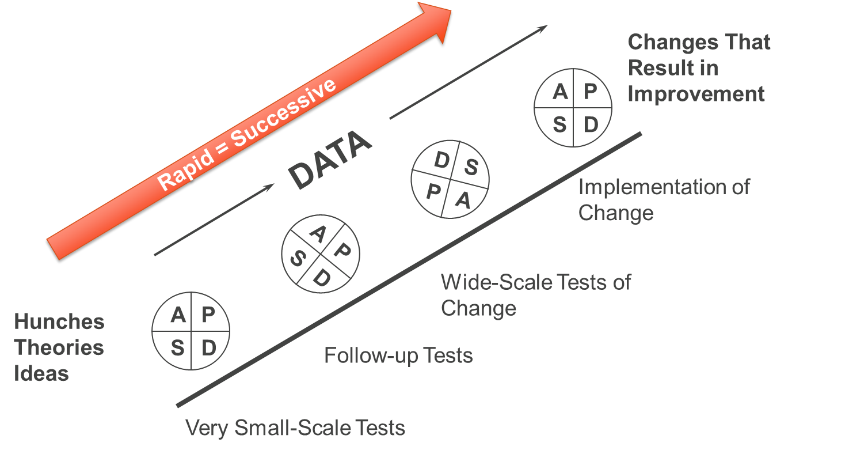 Rapid = Successive
Changes That
Result in
Improvement
DATA
A P
S D
D S
P A
Implementation of
Change
A P
S D
Wide-Scale Tests of
Change
A P
S D
Hunches
Theories
Ideas
Follow-up Tests
Very Small-Scale Tests